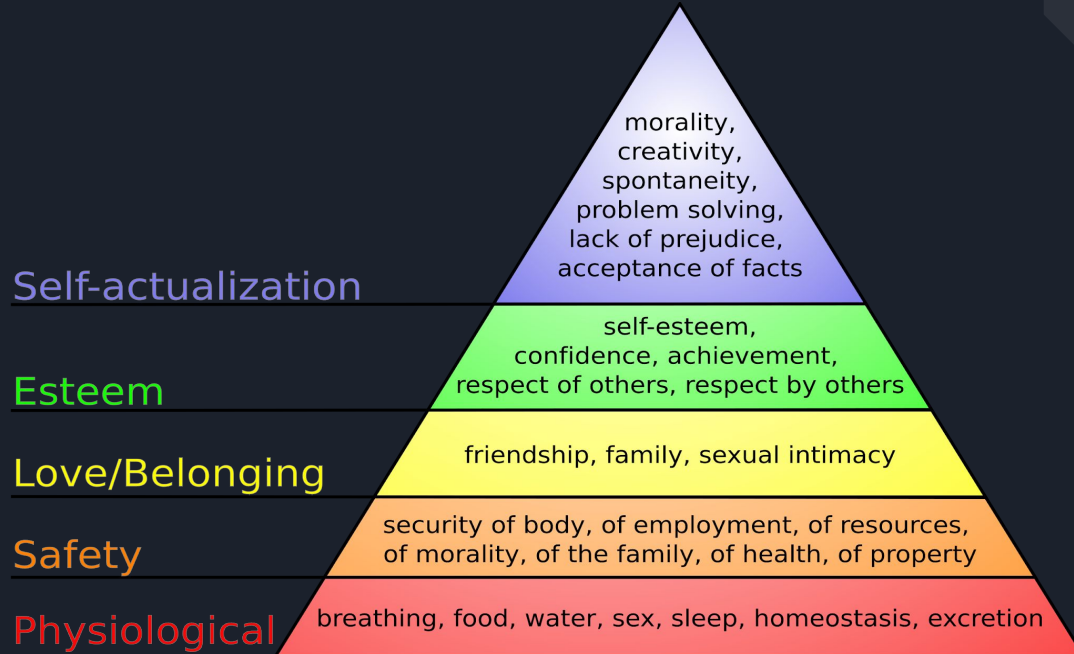 morality,
creativity,
spontaneity,
problem solving,
lack of prejudice,
acceptance of facts
Self-actualization
self-esteem,
confidence, achievement,
respect of others, respect by others
Esteem
friendship, family, sexual intimacy
Love/Belonging
security of body, of employment, of resources,
of morality, of the family, of health, of property
Safety
breathing, food, water, sex, sleep, homeostasis, excretion
Physiological